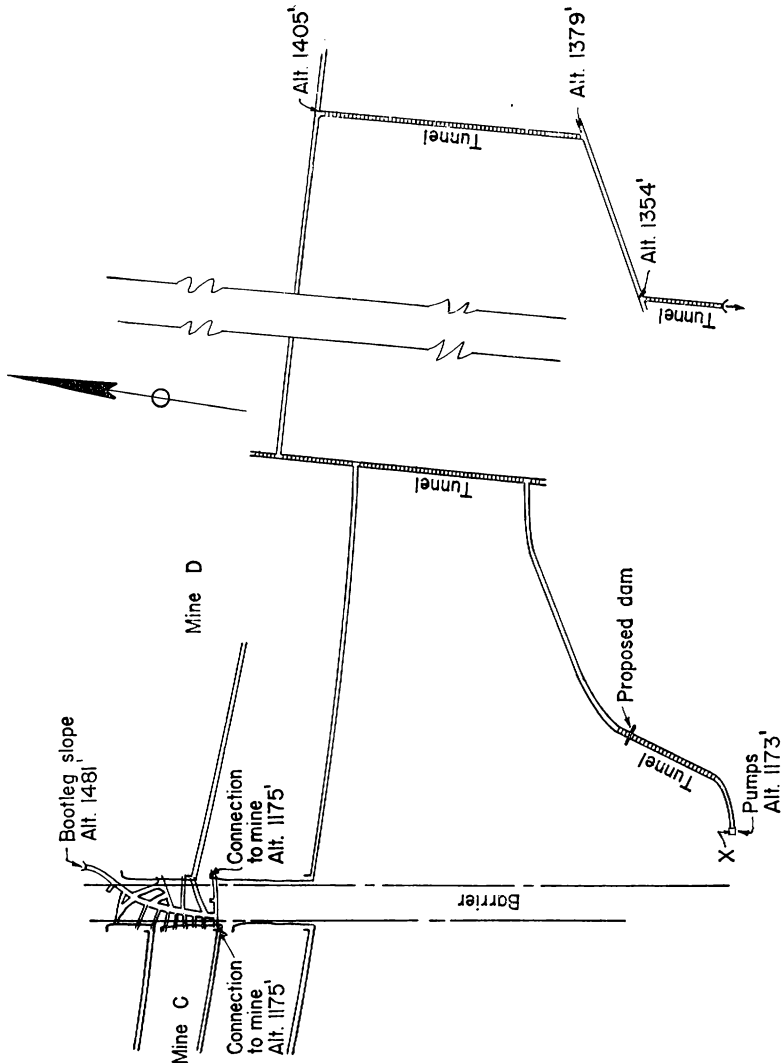 Alt. 1405'
Alt. 1379'
Tunnel
Alt. 1354'
Tunnel
Tunnel
Mine D
Proposed dam
Tunnel
X
Pumps
Alt. 1173'
Bootleg slope
Alt. 1481'
Connection
to mine
Alt. 1175'
Barrier
Mine C
Connection
to mine
Alt. 1175'